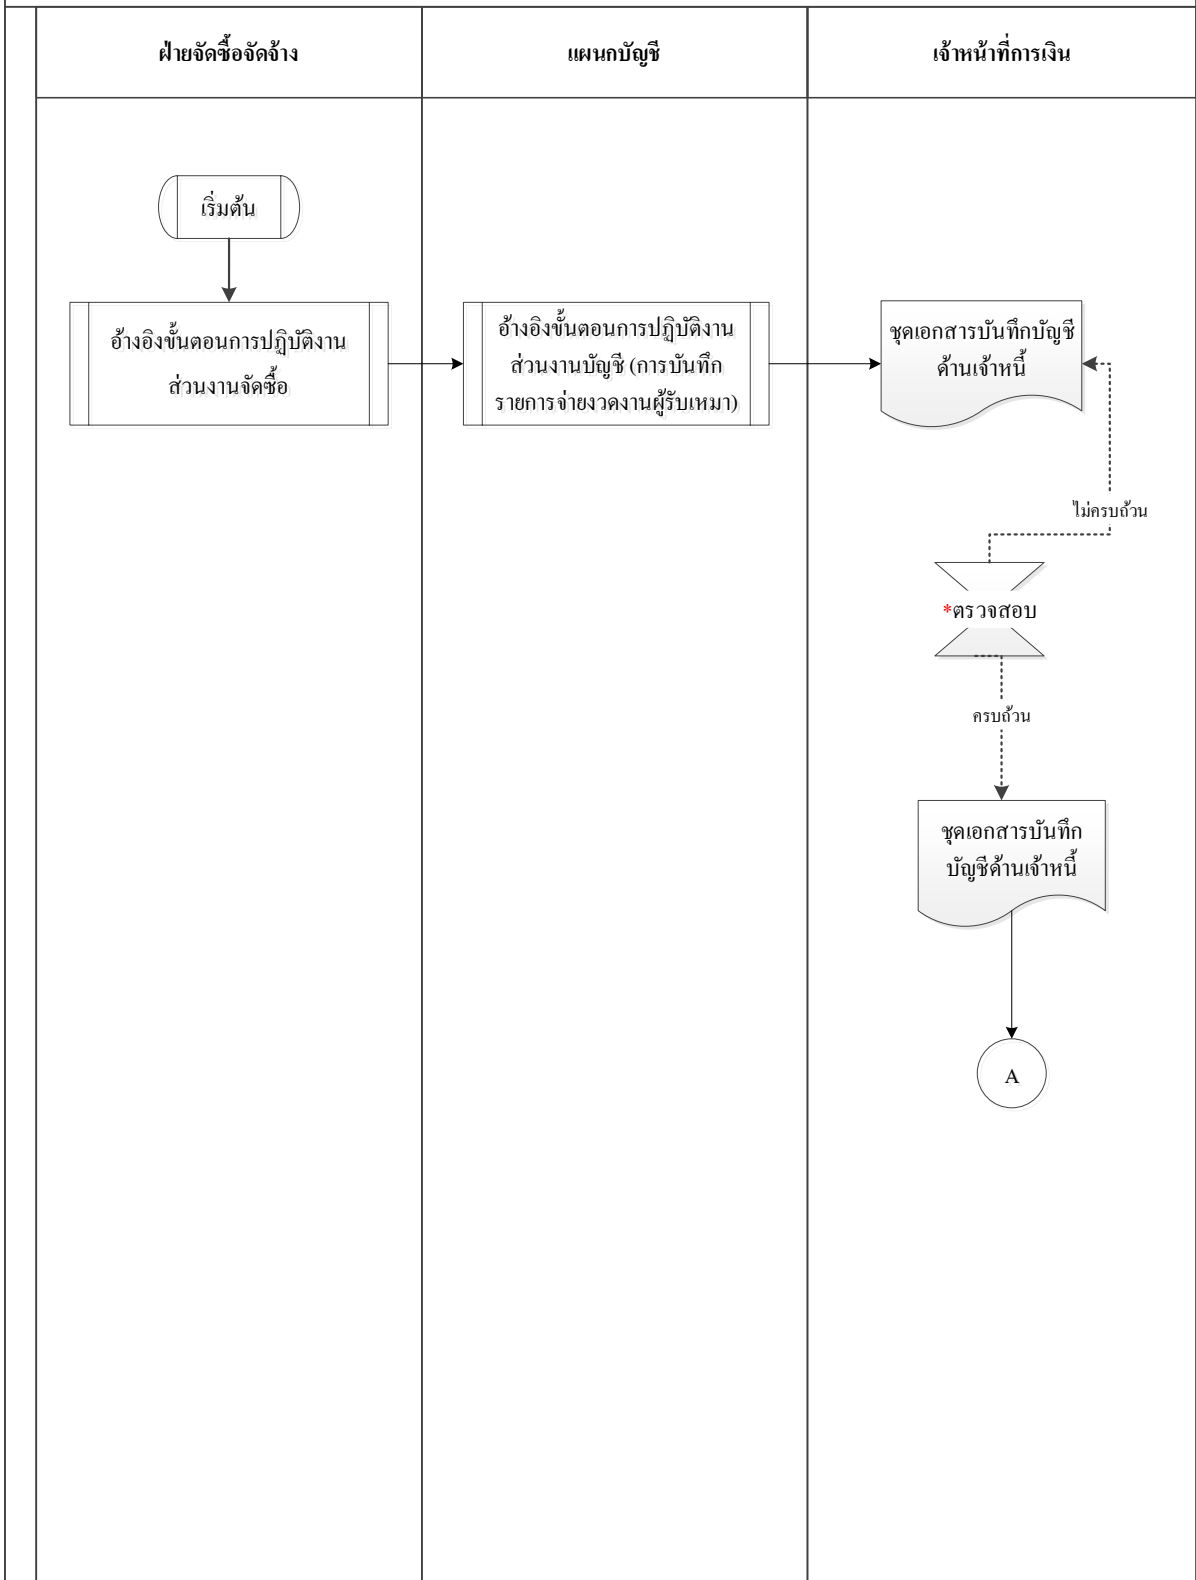 ฝ่ายจัดซื้อจัดจ้าง
แผนกบัญชี
เจ้าหน้าที่การเงิน
เริ่มต้น
อ้างอิงขั้นตอนการปฏิบัติงาน
ส่วนงานจัดซื้อ
อ้างอิงขั้นตอนการปฏิบัติงาน
ส่วนงานบัญชี (การบันทึก
รายการจ่ายงวดงานผู้รับเหมา)
ชุดเอกสารบันทึกบัญชี
ด้านเจ้าหนี้
ไม่ครบถ้วน
*ตรวจสอบ
ครบถ้วน
ชุดเอกสารบันทึก
บัญชีด้านเจ้าหนี้
A